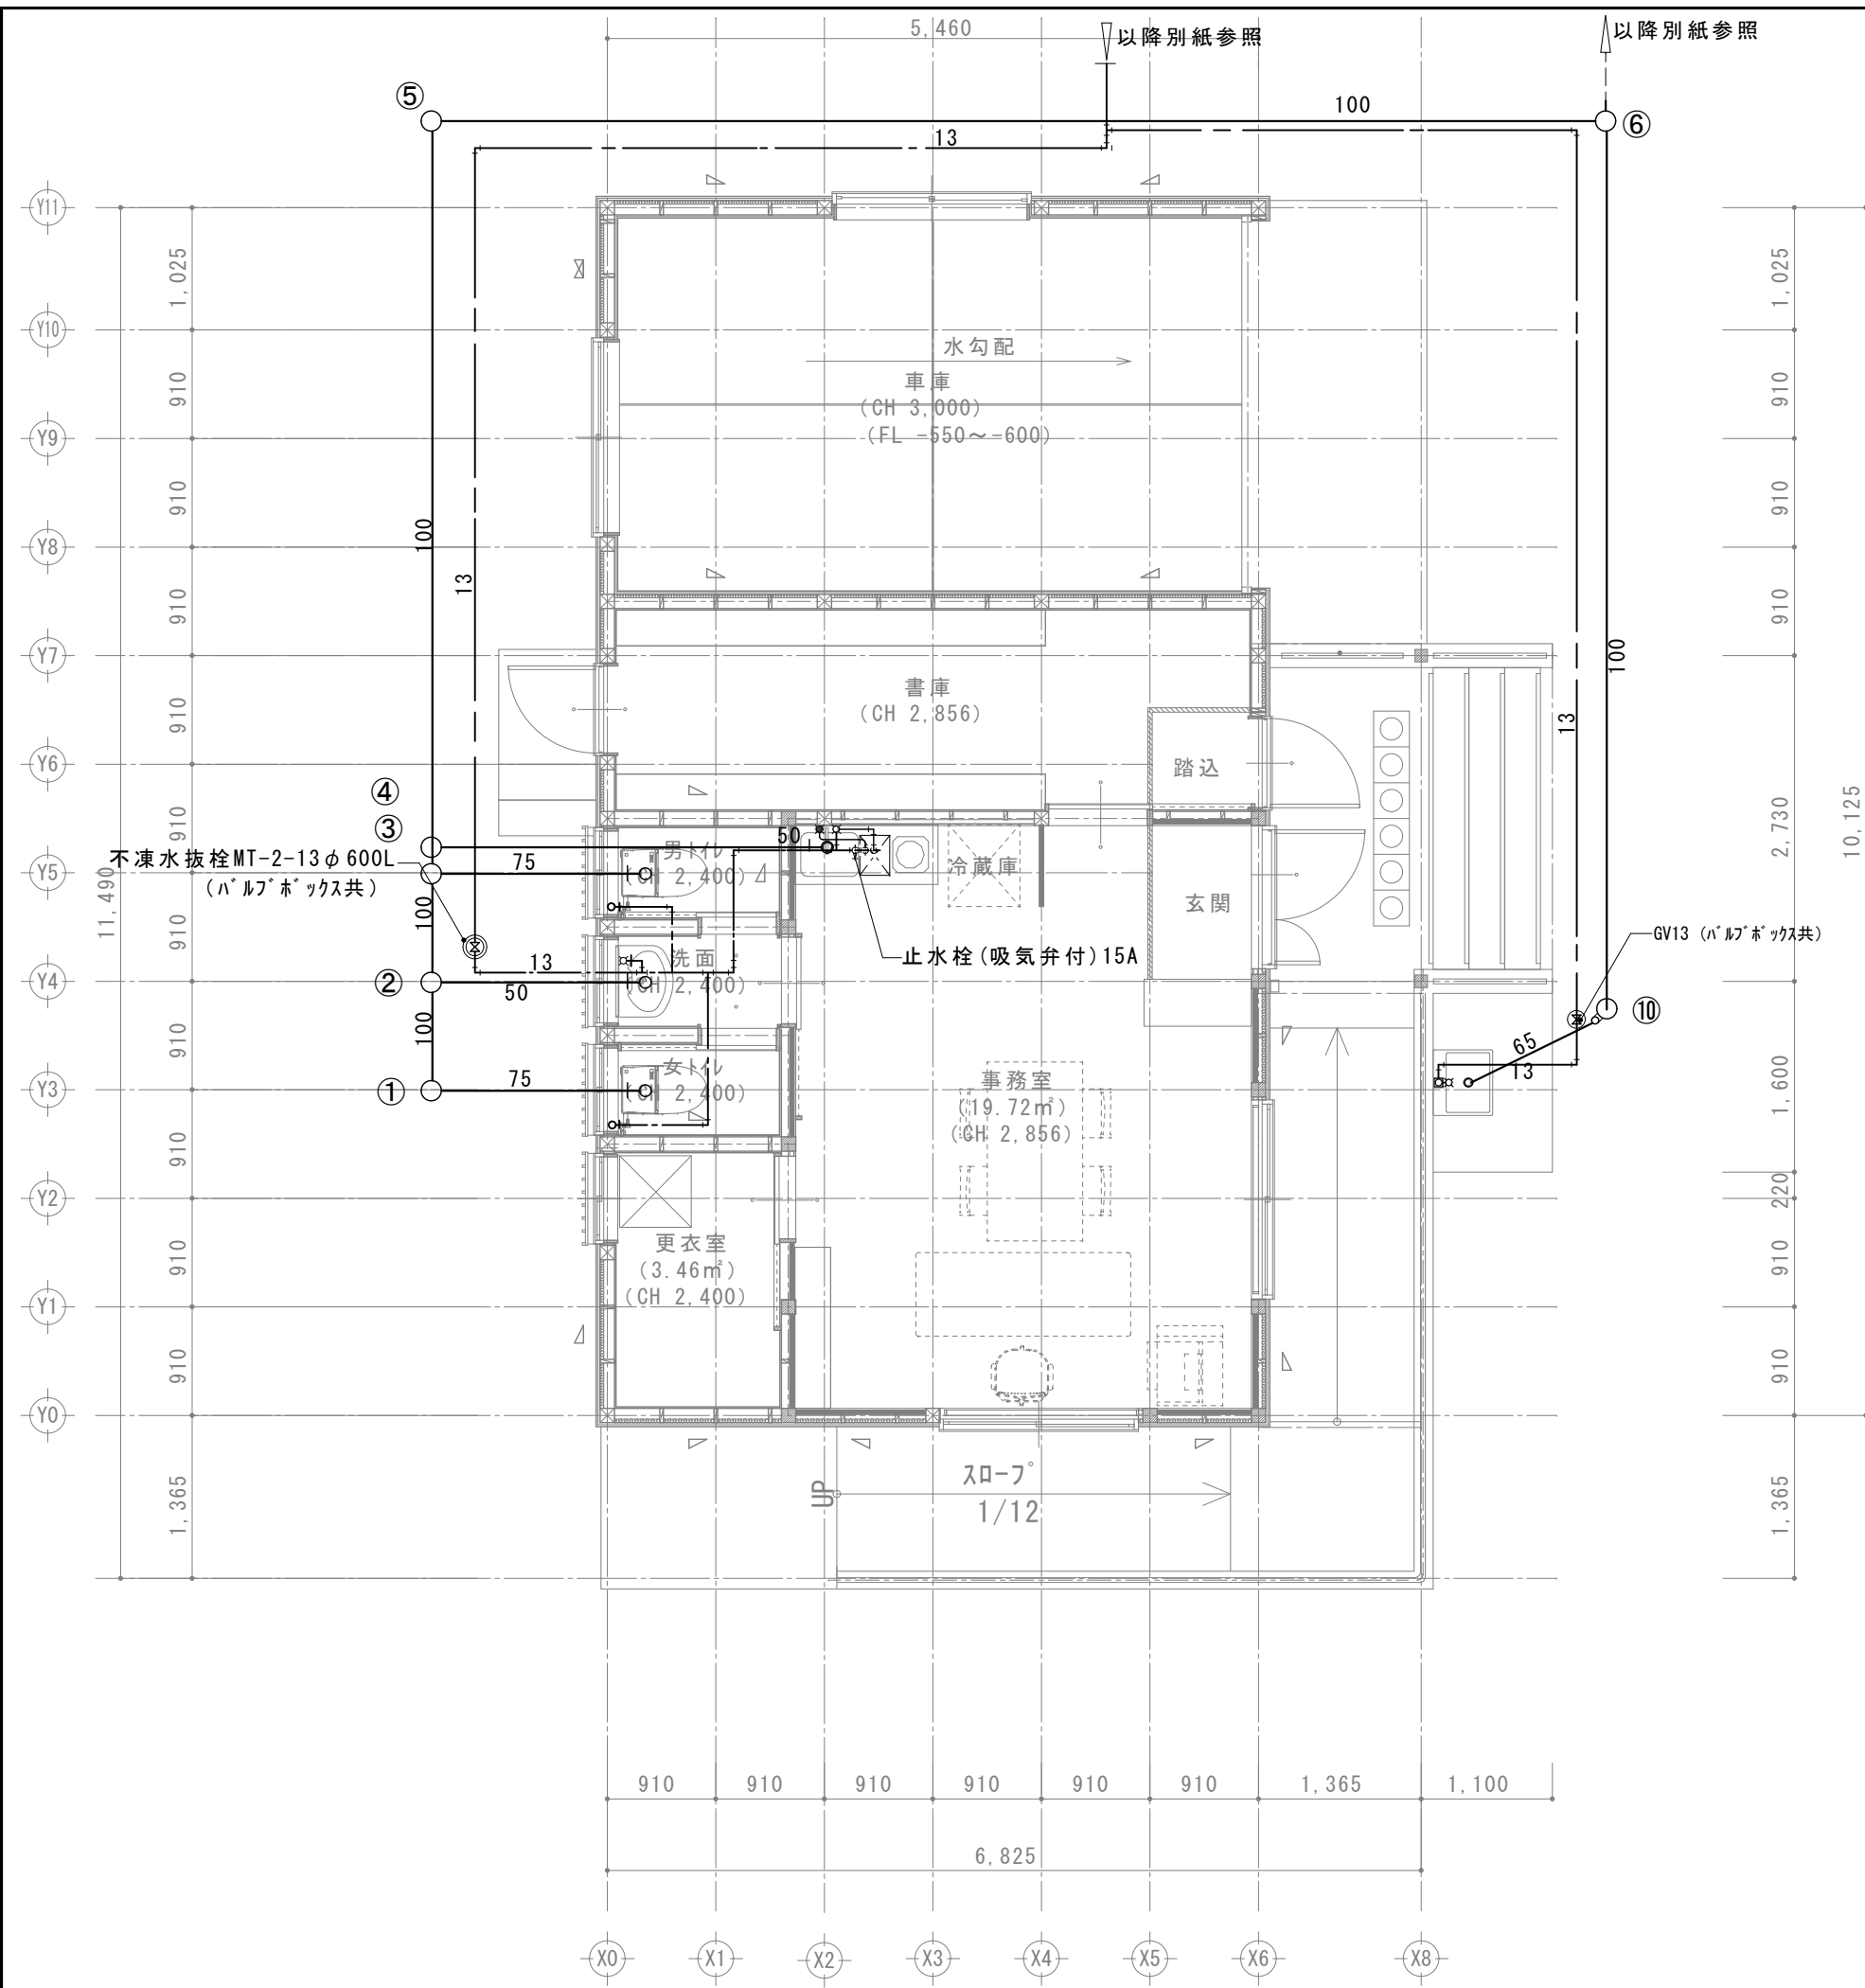 5,460
以降別紙参照
以降別紙参照
⑤
100
⑥
13
Y11
1,025
1,025
Y10
水勾配
車庫
(CH 3,000)
(FL -550～-600)
910
910
Y9
910
910
100
Y8
13
910
910
Y7
100
書庫
(CH 2,856)
910
13
踏込
Y6
④
③
910
2,730
10,125
50
男トイレ
(CH 2,400)
75
不凍水抜栓MT-2-13φ600L
(ﾊﾞﾙﾌﾞﾎﾞｯｸｽ共)
Y5
冷蔵庫
玄関
11,490
100
910
GV13 (ﾊﾞﾙﾌﾞﾎﾞｯｸｽ共)
止水栓(吸気弁付)15A
13
洗面
(CH 2,400)
Y4
②
50
⑩
100
910
65
13
女トイレ
(CH 2,400)
75
Y3
①
事務室
(19.72㎡)
(CH 2,856)
1,600
910
220
Y2
更衣室
(3.46㎡)
(CH 2,400)
910
910
Y1
910
910
Y0
スロープ
1/12
UP
1,365
1,365
910
910
910
910
910
910
1,365
1,100
6,825
X0
X1
X2
X3
X4
X5
X6
X8